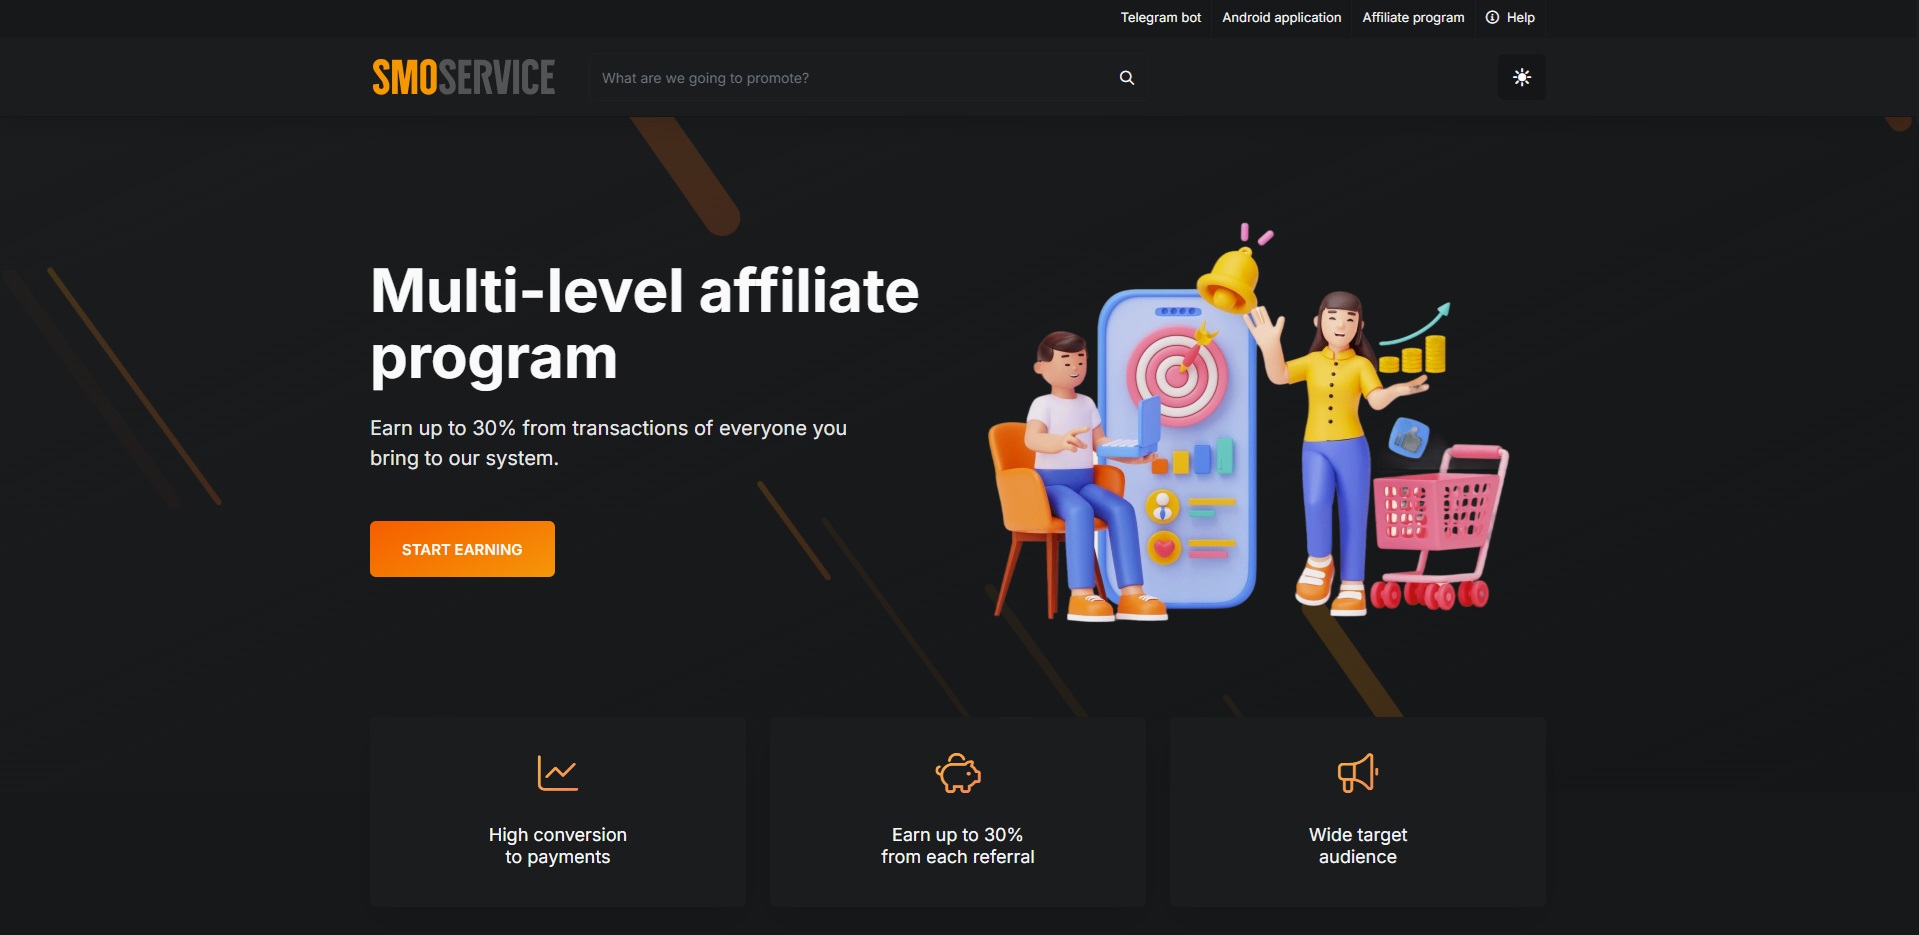 Telegram bot
Android application
Affiliate program
Help
SMOSERVICE
What are we going to promote?
Multi-level affiliate
program
Earn up to 30% from transactions of everyone you
bring to our system.
START EARNING
High conversion
to payments
Earn up to 30%
from each referral
Wide target
audience